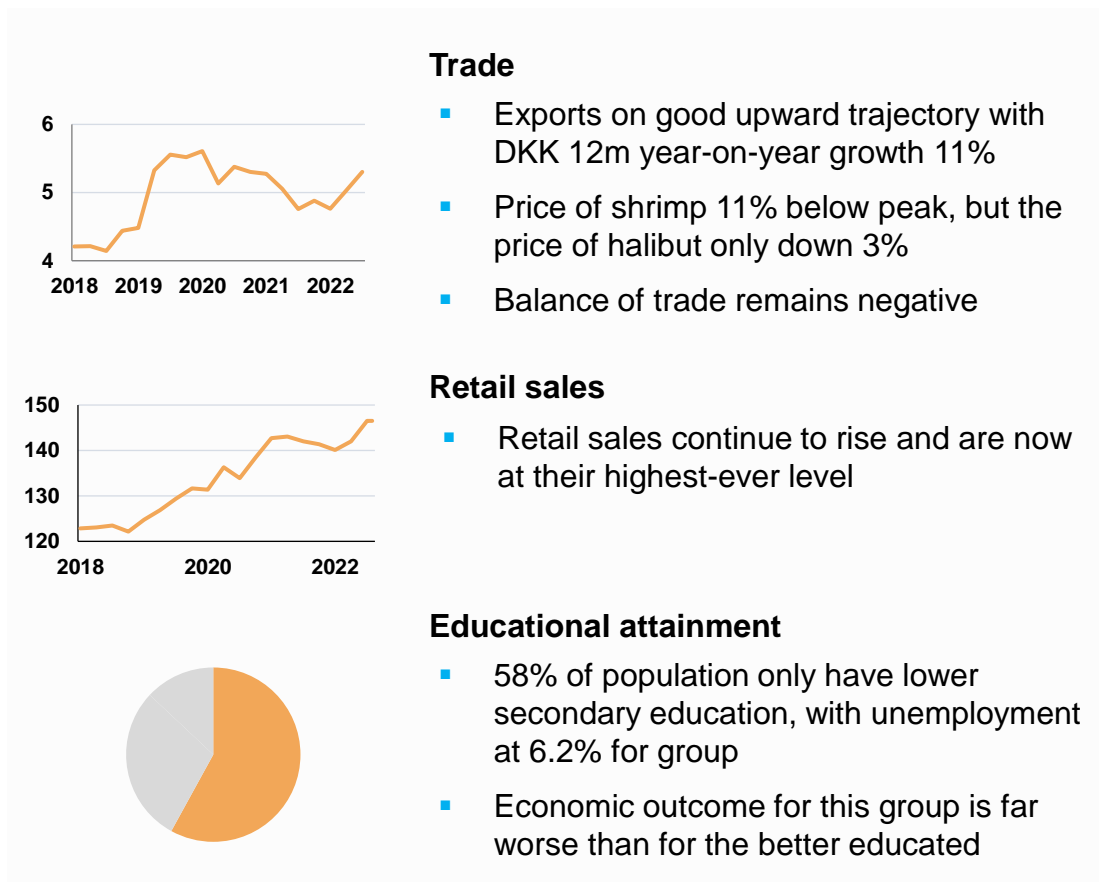 Trade
6
5
4
2018 2019 2020 2021 2022
▪ Exports on good upward trajectory with
DKK 12m year-on-year growth 11%
▪ Price of shrimp 11% below peak, but the
price of halibut only down 3%
▪ Balance of trade remains negative
Retail sales
150
140
130
120
2018 2020 2022
▪ Retail sales continue to rise and are now
at their highest-ever level
Educational attainment
▪ 58% of population only have lower
secondary education, with unemployment
at 6.2% for group
▪ Economic outcome for this group is far
worse than for the better educated